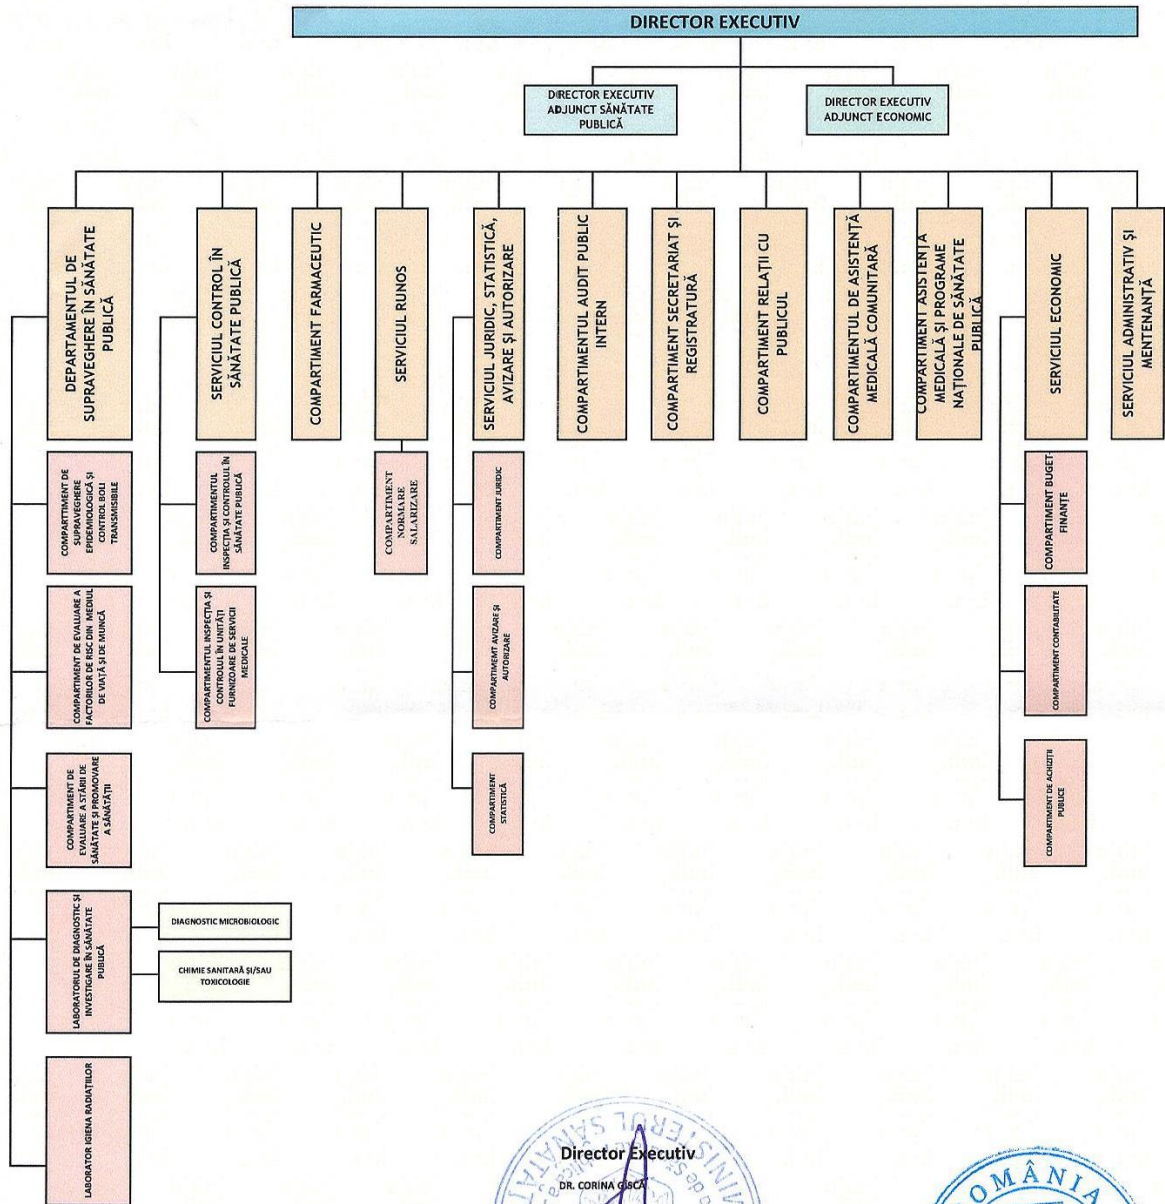 DIRECTOR EXECUTIV
DIRECTOR EXECUTIV
ADJUNCT SĂNĂTATE
PUBLICĂ
DIRECTOR EXECUTIV
ADJUNCT ECONOMIC
DEPARTAMENTUL DE
SUPRAVEGHERE ÎN SĂNĂTATE
PUBLICĂ
SERVICIUL CONTROL ÎN
SĂNĂTATE PUBLICĂ
COMPARTIMENT FARMACEUTIC
SERVICIUL RUNOS
SERVICIUL JURIDIC, STATISTICĂ,
AVIZARE ȘI AUTORIZARE
COMPARTIMENTUL AUDIT PUBLIC
INTERN
COMPARTIMENT SECRETARIAT ȘI
REGISTRATURĂ
COMPARTIMENT RELAȚII CU
PUBLICUL
COMPARTIMENTUL DE ASISTENȚĂ
MEDICALĂ COMUNITARĂ
COMPARTIMENT ASISTENȚĂ
MEDICALĂ ȘI PROGRAME
NAȚIONALE DE SĂNĂTATE
PUBLICĂ
SERVICIUL ECONOMIC
SERVICIUL ADMINISTRATIV ȘI
MENTENANȚĂ
COMPARTIMENT DE
SUPRAVEGHERE
EPIDEMIOLOGICĂ ȘI
CONTROL BOLI
TRANSMISIBILE
COMPARTIMENTUL
INSPECȚIA ȘI CONTROLUL ÎN
SĂNĂTATE PUBLICĂ
COMPARTIMENT
NORMARE
SALARIZARE
COMPARTIMENT JURIDIC
COMPARTIMENT BUGET-
FINANȚE
COMPARTIMENT DE EVALUARE A
FACTORILOR DE RISC DIN MEDIUL
DE VIAȚĂ ȘI DE MUNCĂ
COMPARTIMENTUL INSPECȚIA ȘI
CONTROLUL ÎN UNITĂȚI
FURNIZOARE DE SERVICII
MEDICALE
COMPARTIMEMT AVIZARE ȘI
AUTORIZARE
COMPARTIMENT CONTABILITATE
COMPARTIMENT DE
EVALUARE A STĂRII DE
SĂNĂTATE ȘI PROMOVARE
A SĂNĂTĂȚII
COMPARTIMENT
STATISTICĂ
COMPARTIMENT DE ACHIZIȚII
PUBLICE
LABORATORUL DE DIAGNOSTIC ȘI
INVESTIGARE ÎN SĂNĂTATE
PUBLICĂ
DIAGNOSTIC MICROBIOLOGIC
CHIMIE SANITARĂ ȘI/SAU
TOXICOLOGIE
LABORATOR IGIENA RADIAȚIILOR
MINISTERUL SĂNĂTĂȚ
Director Executiv
DR. CORINA GÎSCĂ
OMÂNIA